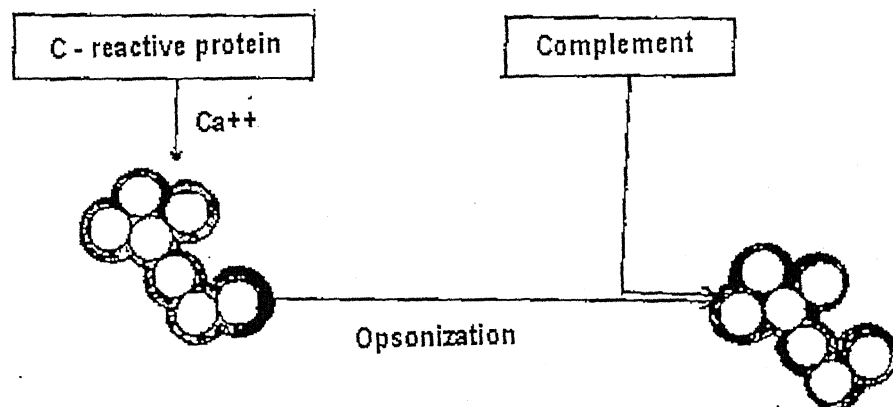 C - reactive protein
Complement
Ca++
Opsonization